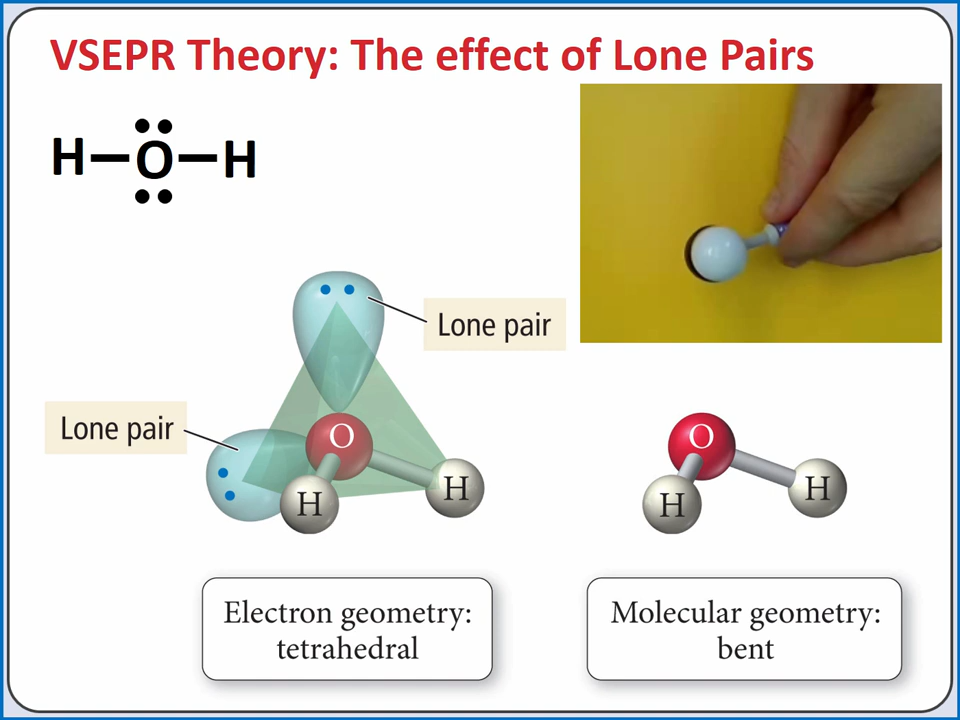 VSEPR Theory: The effect of Lone Pairs
H–O–H
Lone pair
Lone pair
O
H
H
O
H
H
Electron geometry:
tetrahedral
Molecular geometry:
bent